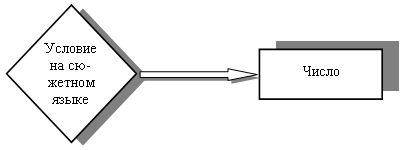 Условие
на сю-
жетном
языке
Число